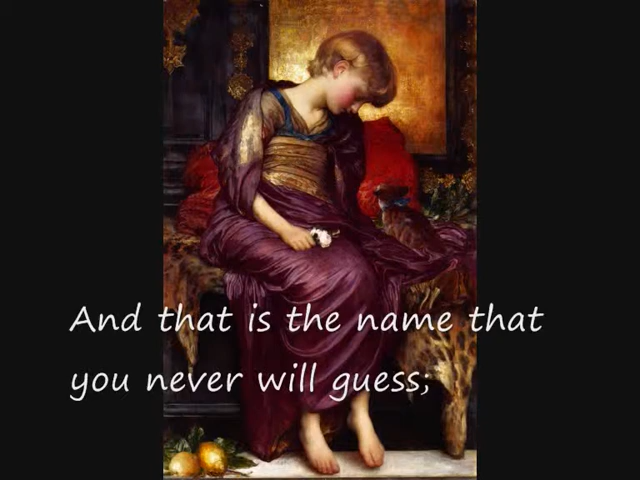 And that is the name that
you never will guess;